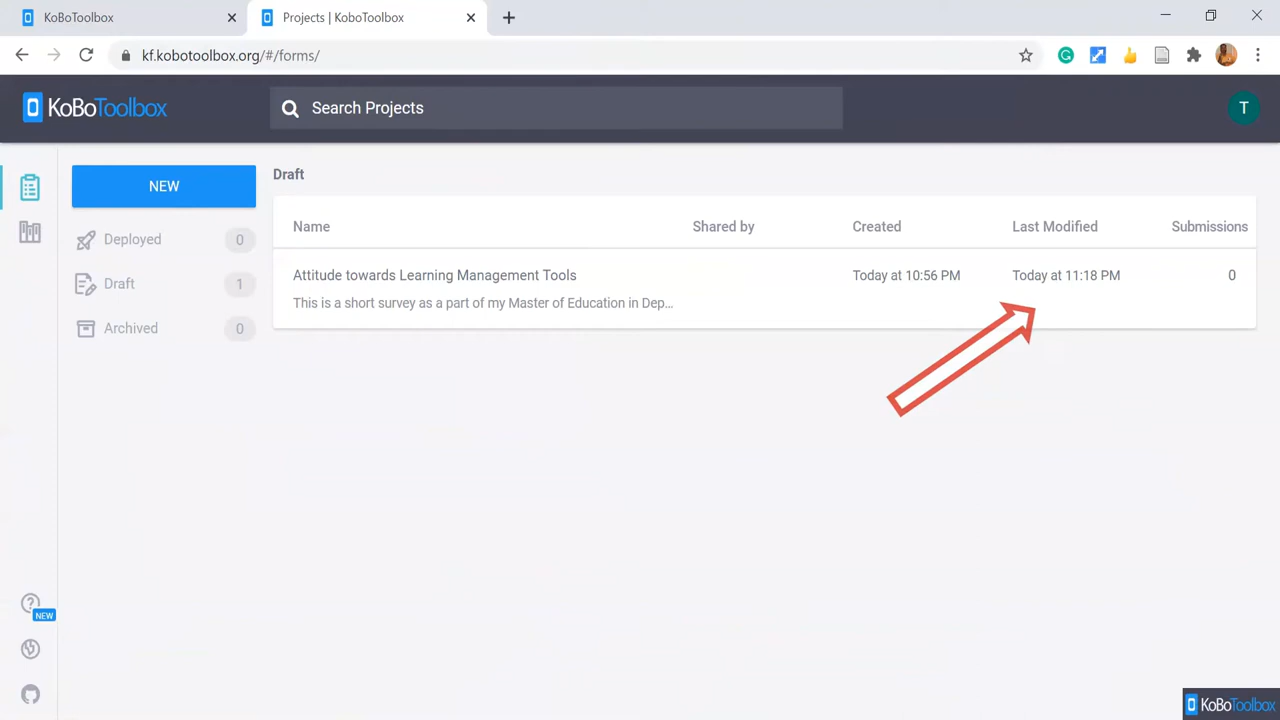 KoBoToolbox
Projects | KoboToolbox
kf.kobotoolbox.org/#/forms/
KoBoToolbox
Search Projects
T
NEW
Deployed 0
Draft 1
Archived 0
Draft
Name Shared by Created Last Modified Submissions
Attitude towards Learning Management Tools Today at 10:56 PM Today at 11:18 PM 0
This is a short survey as a part of my Master of Education in Dep...
NEW
KoBoToolbox